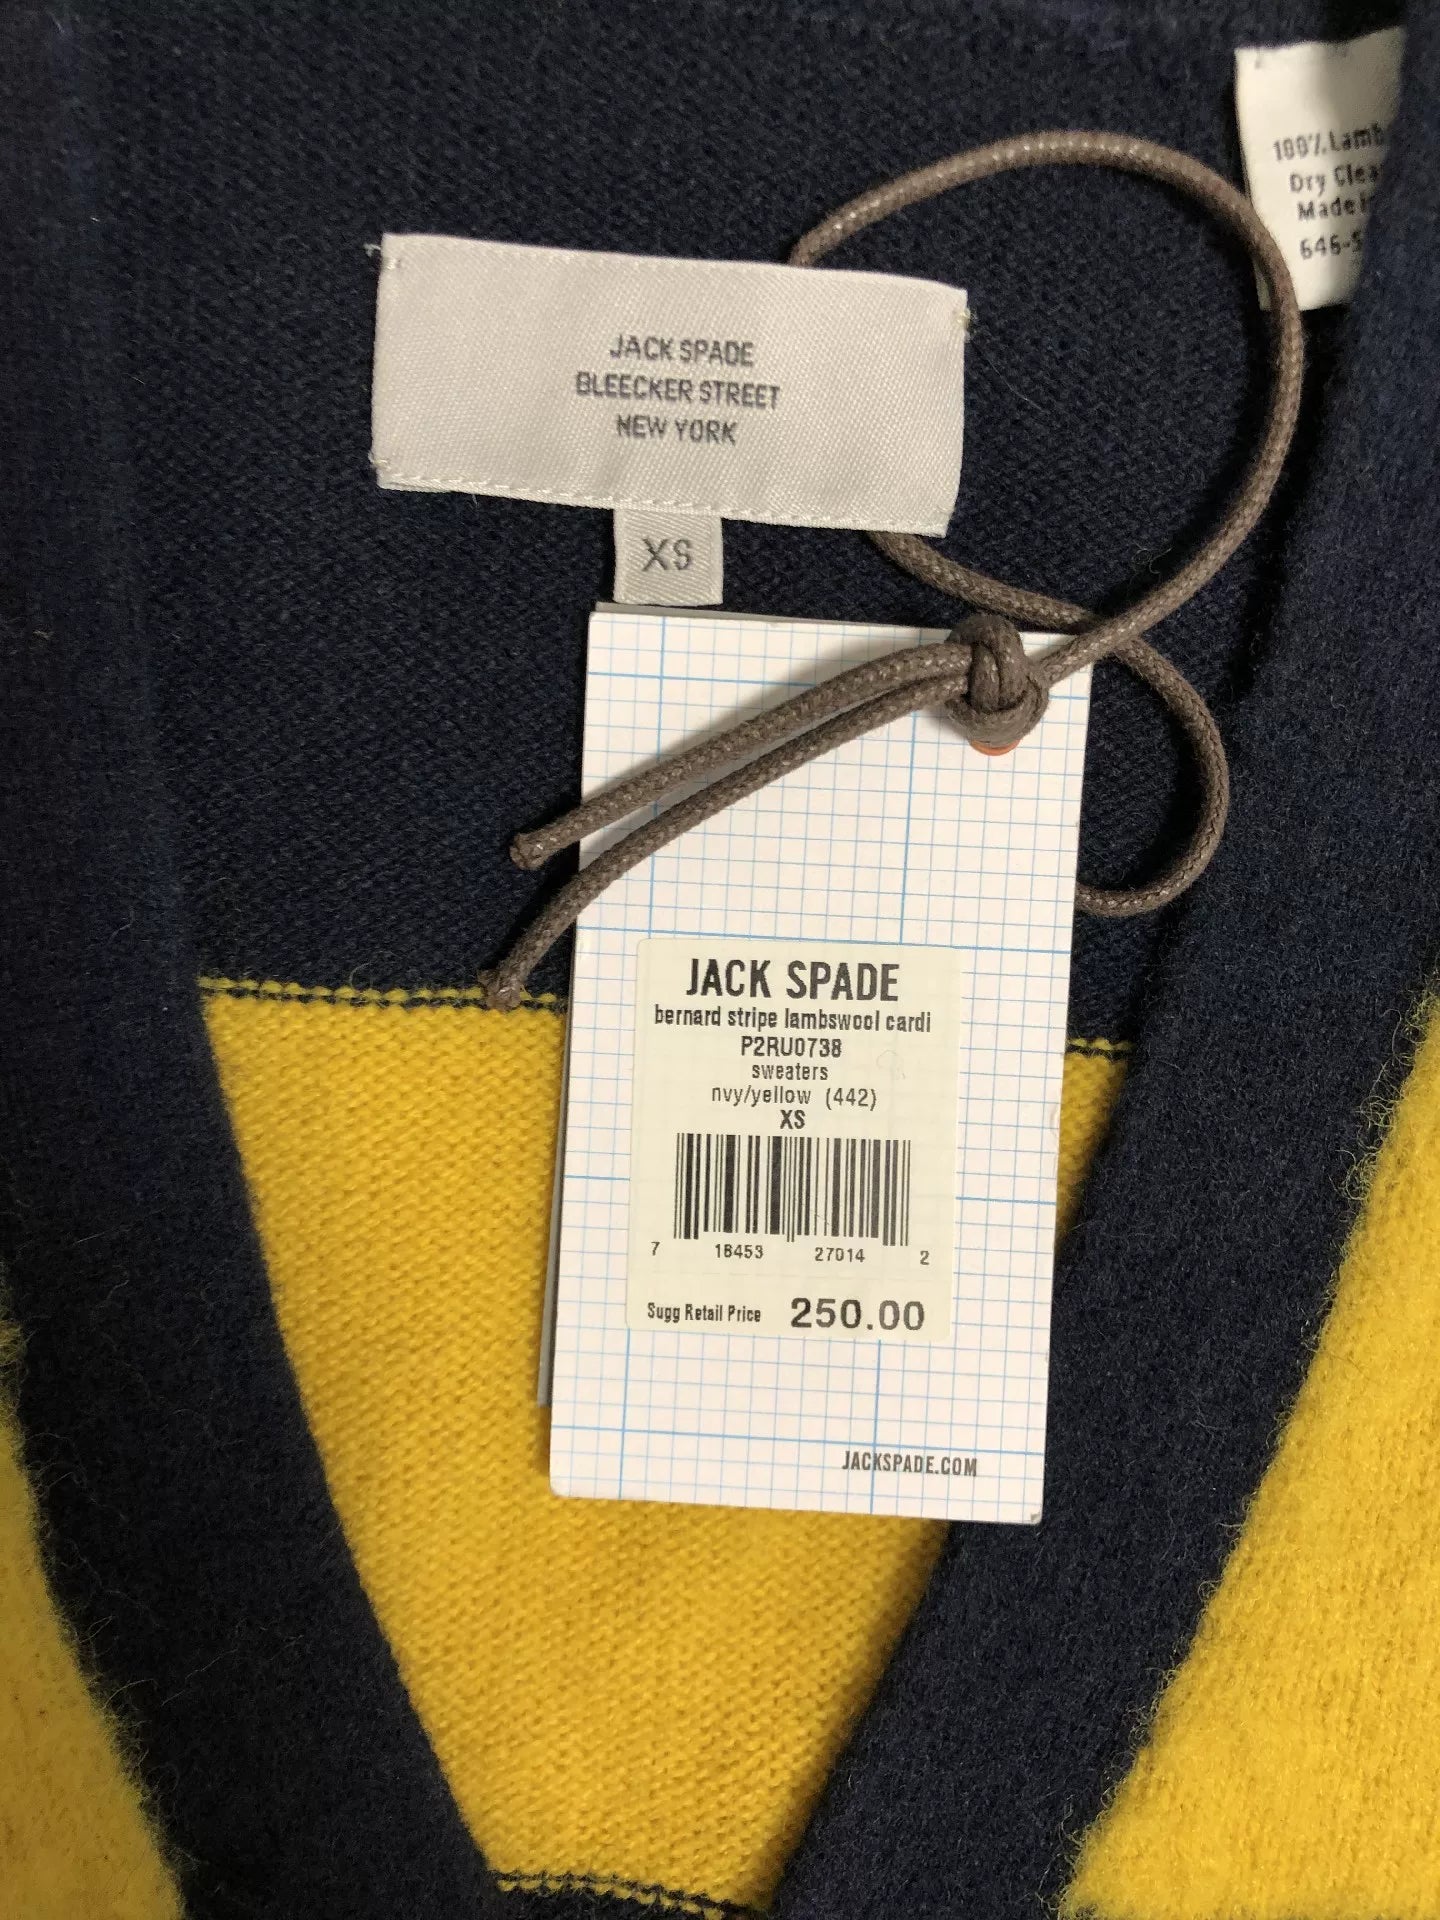 100% Lamb
Dry Clea
Made i
646-5
JACK SPADE
BLEECKER STREET
NEW YORK
XS
JACK SPADE
bernard stripe lambswool cardi
P2RU0738
sweaters
nvy/yellow (442)
XS
7 18453 27014 2
Sugg Retail Price 250.00
JACKSPADE.COM